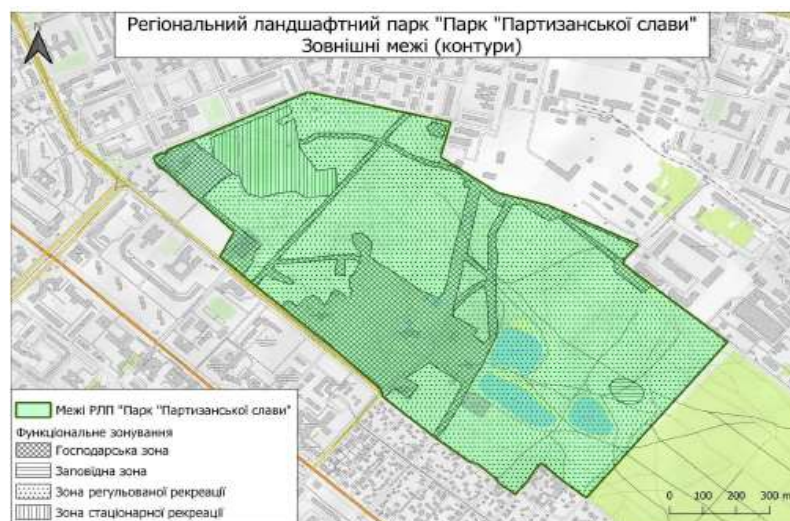 Регіональний ландшафтний парк "Парк "Партизанської слави"
Зовнішні межі (контури)
Межі РЛП "Парк "Партизанської слави"
Функціональне зонування
Господарська зона
Заповідна зона
Зона регульованої рекреації
Зона стаціонарної рекреації
0 100 200 300 m